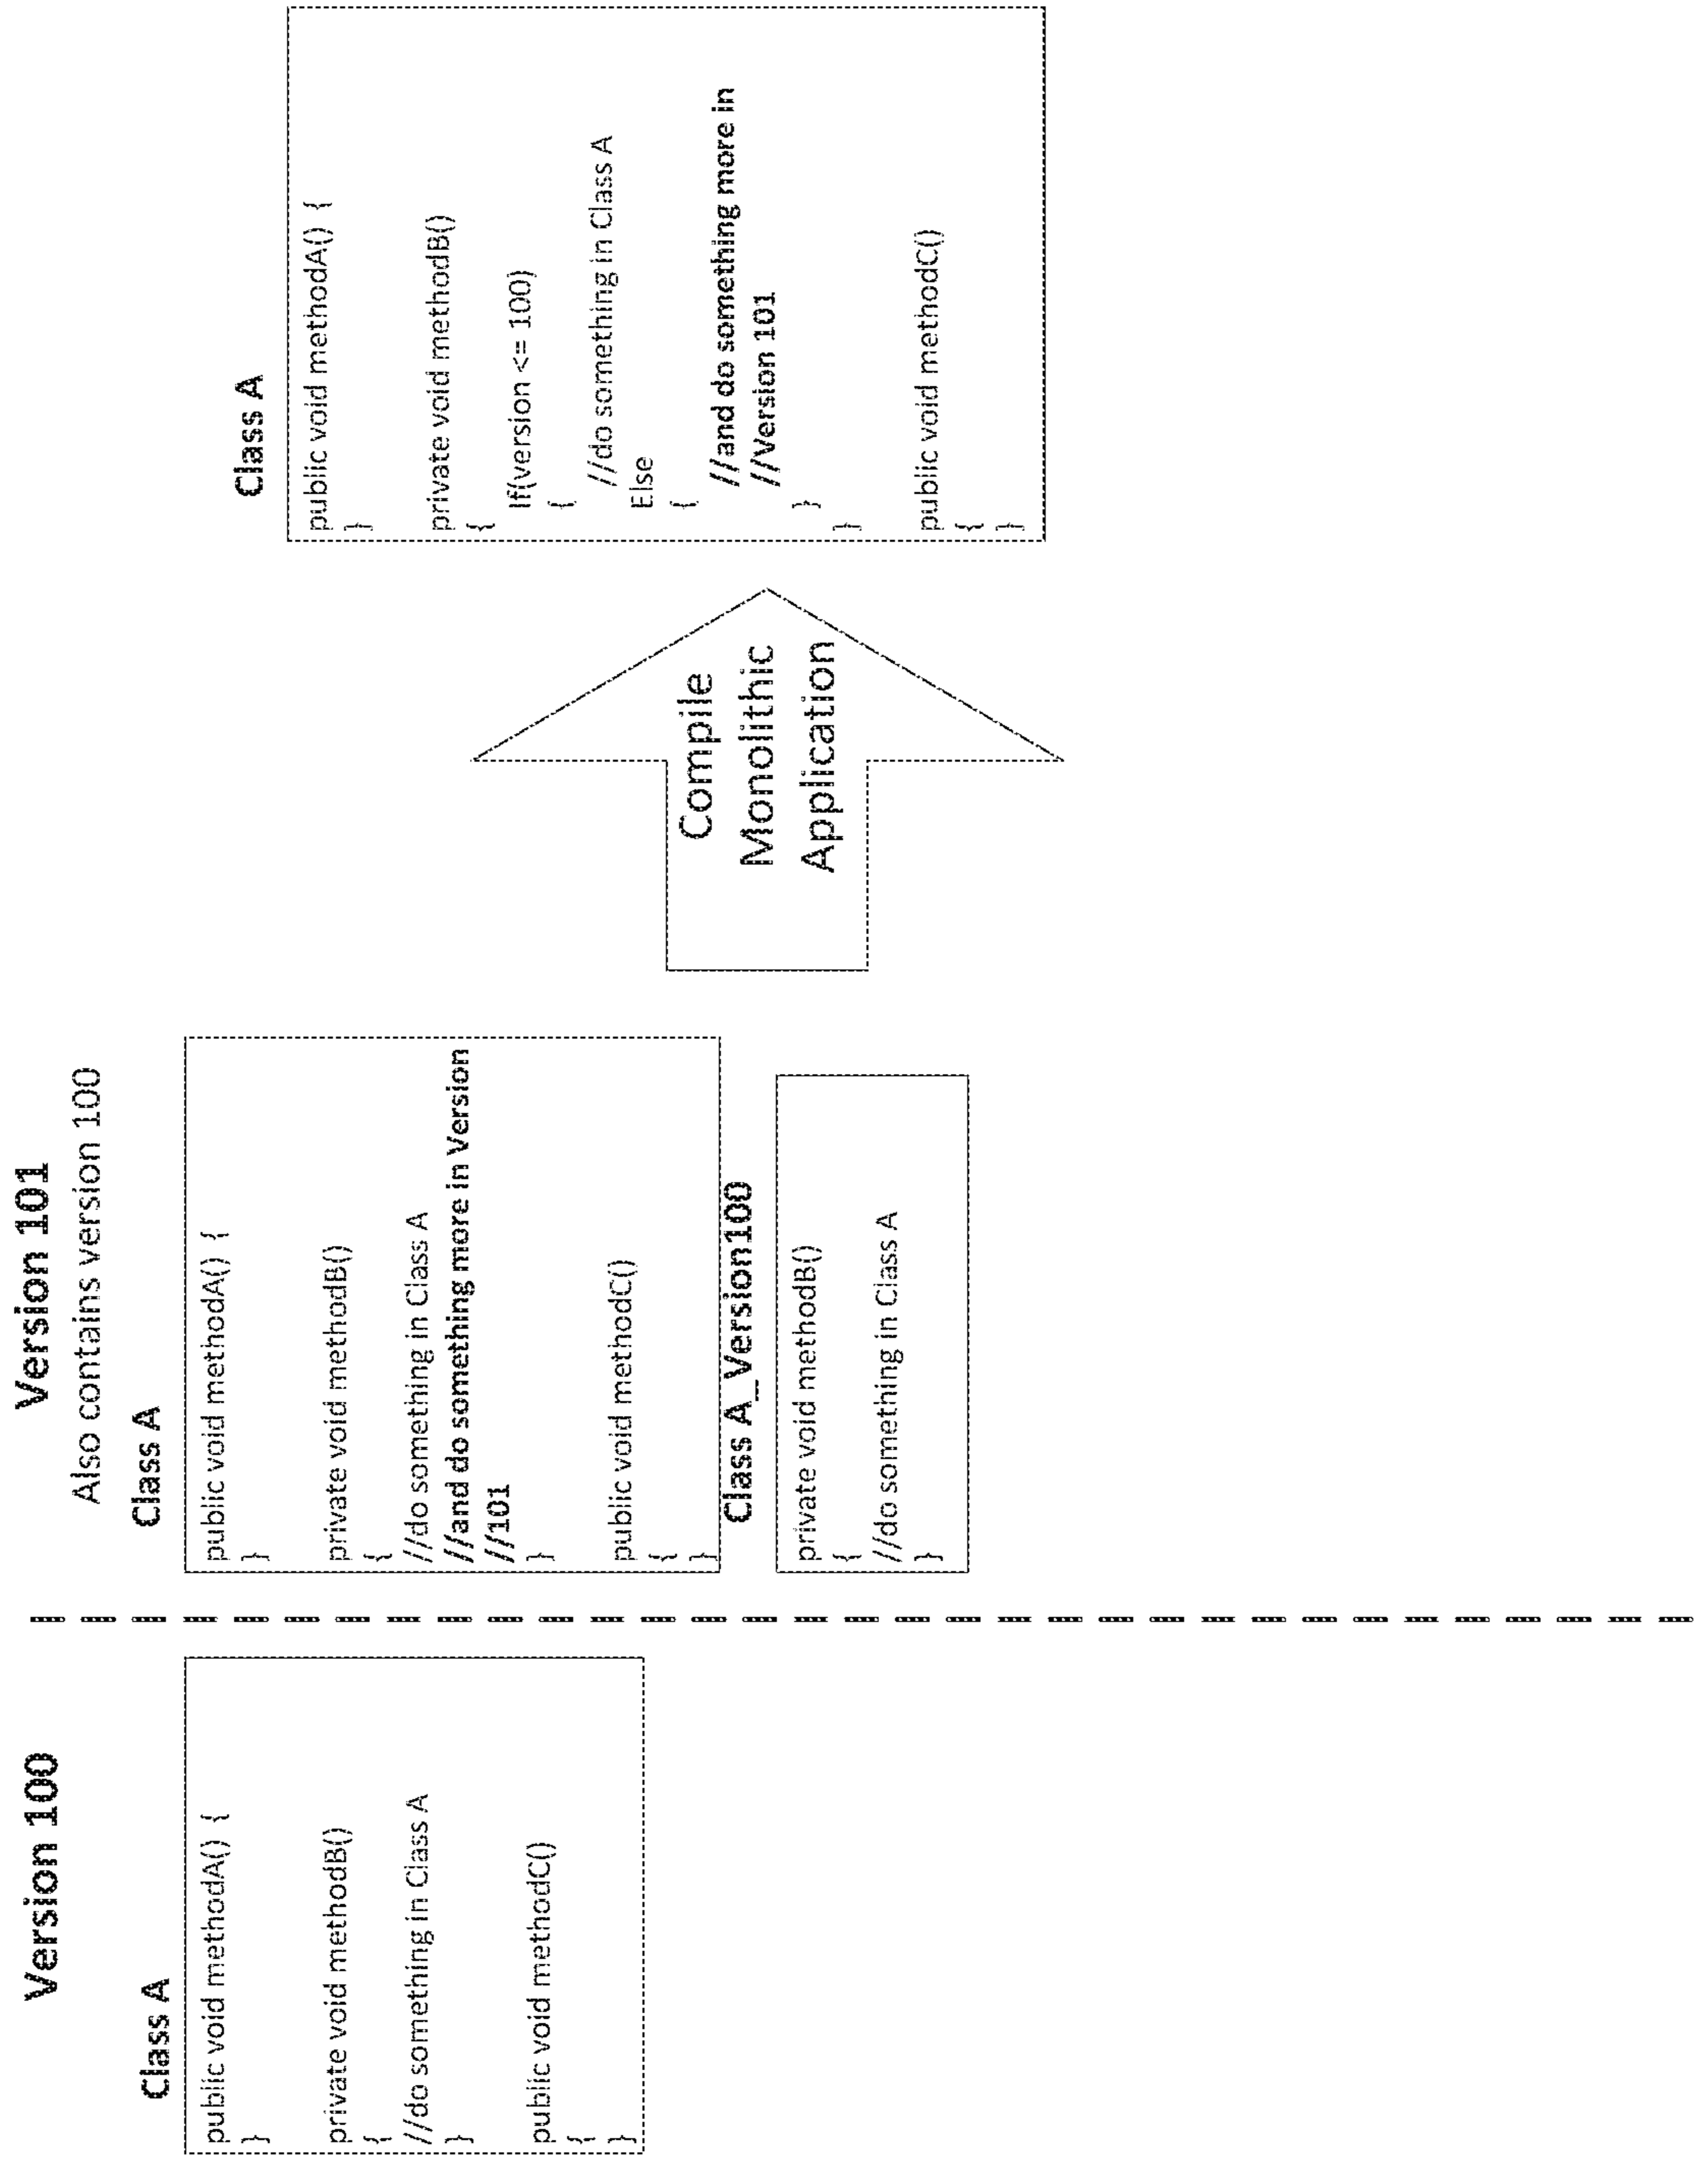 Version 100
Class A
public void methodA() {
}
private void methodB()
{
//do something in Class A
}
public void methodC()
{
}
Version 101
Also contains version 100
Class A
public void methodA() {
}
private void methodB()
{
//do something in Class A
//and do something more in Version
//101
}
public void methodC()
{
}
Class A_Version100
private void methodB()
{
//do something in Class A
}
Compile
Monolithic
Application
Class A
public void methodA() {
}
private void methodB()
{
If(version <= 100)
{
//do something in Class A
Else
{
//and do something more in
//Version 101
}
}
public void methodC()
{
}